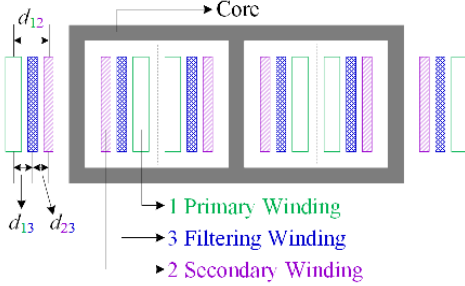 Core
d12
d13
d23
1 Primary Winding
3 Filtering Winding
2 Secondary Winding